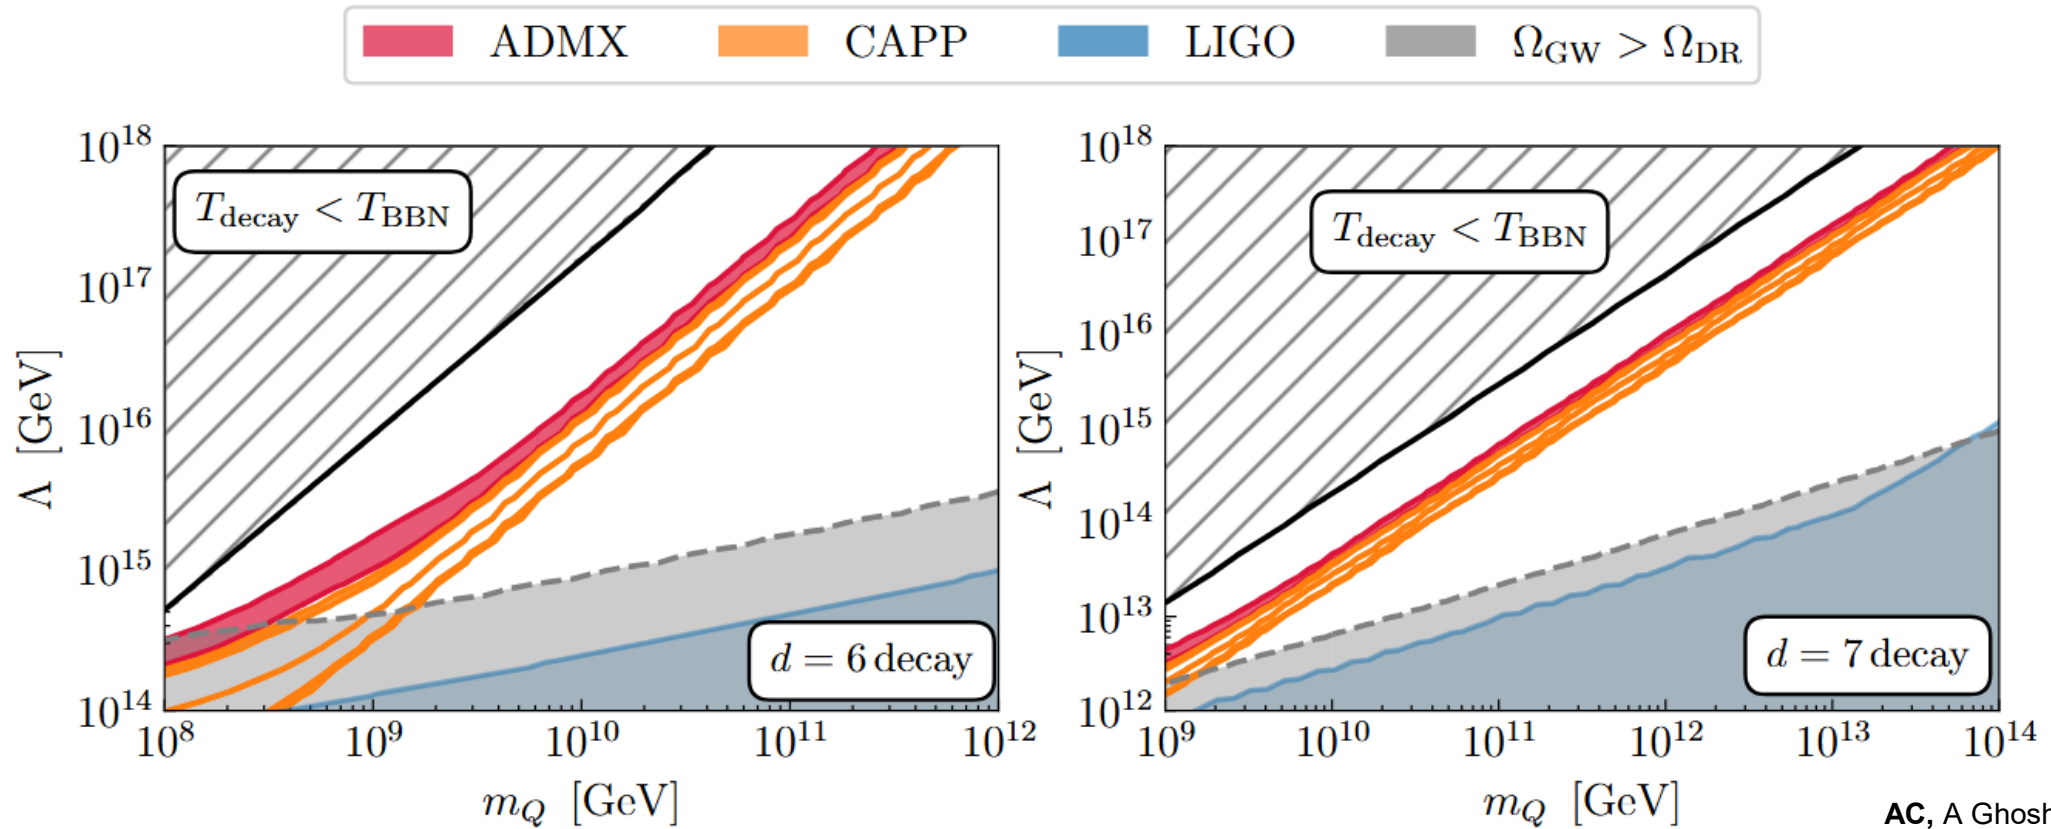 ADMX CAPP LIGO Ω_GW > Ω_DR
10^18
10^17
10^16
10^15
10^14
Λ [GeV]
T_decay < T_BBN
d = 6 decay
10^8 10^9 10^10 10^11 10^12
m_Q [GeV]
10^18
10^17
10^16
10^15
10^14
10^13
10^12
Λ [GeV]
T_decay < T_BBN
d = 7 decay
10^9 10^10 10^11 10^12 10^13 10^14
m_Q [GeV]
AC, A Ghosh